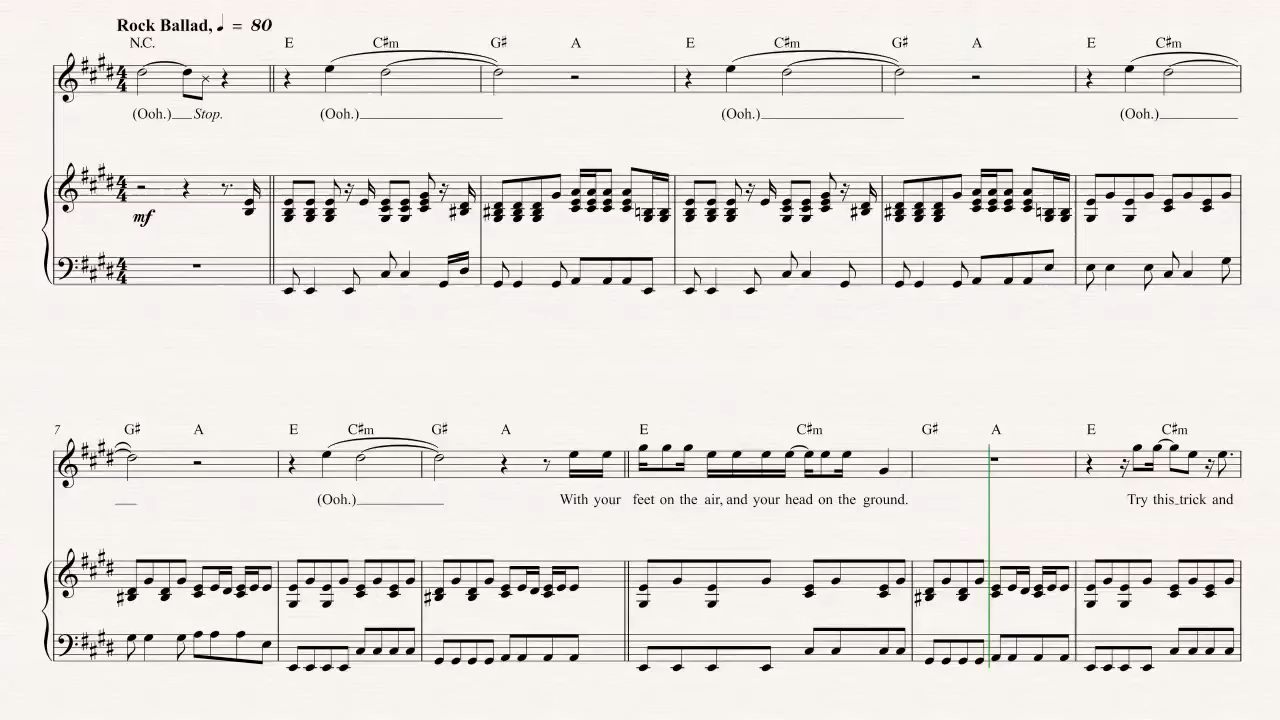 Rock Ballad, ♩ = 80
N.C. E C♯m G♯ A E C♯m G♯ A E C♯m
(Ooh.) Stop. (Ooh.) (Ooh.) (Ooh.)
mf
7 G♯ A E C♯m G♯ A E C♯m G♯ A E C♯m
(Ooh.) With your feet on the air, and your head on the ground. Try this trick and